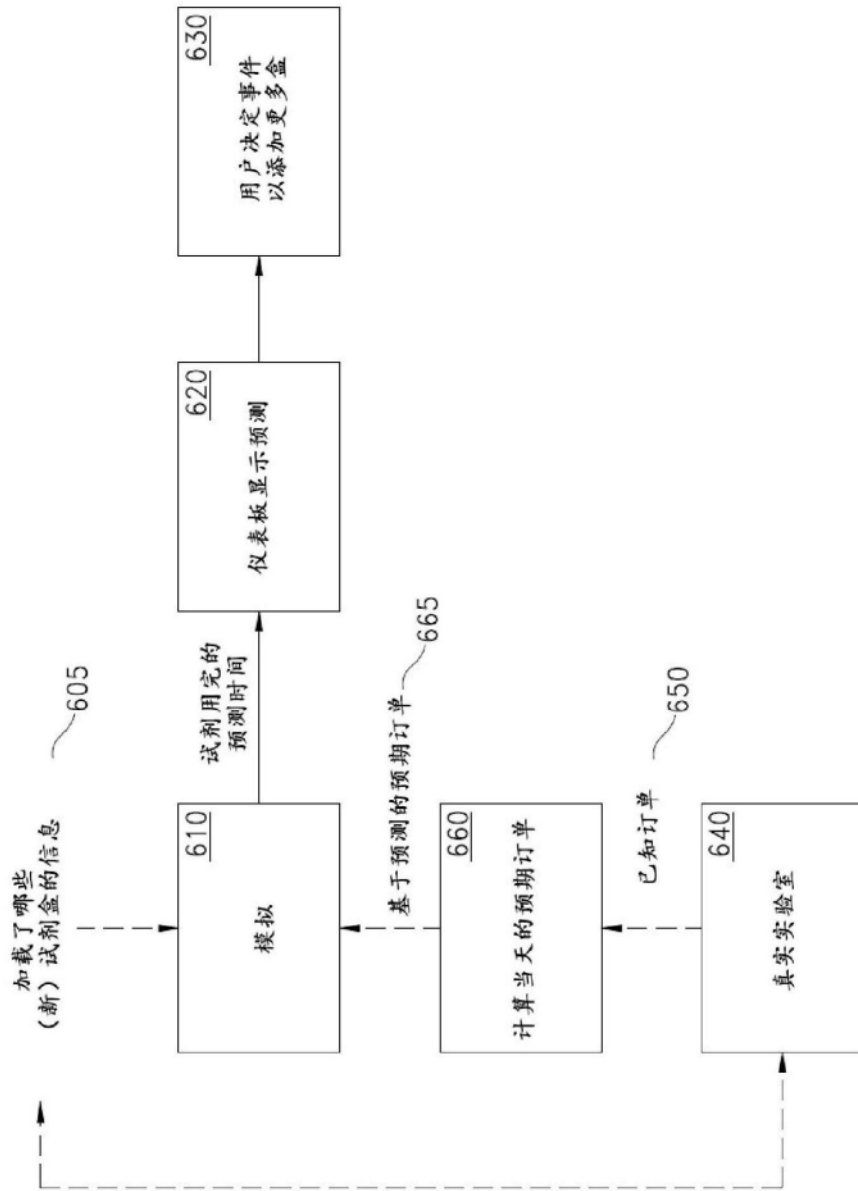 加载了哪些
（新）试剂盒的信息
605
610
模拟
试剂用完的
预测时间
620
仪表板显示预测
630
用户决定事件
以添加更多盒
基于预测的预期订单
665
660
计算当天的预期订单
已知订单
650
640
真实实验室